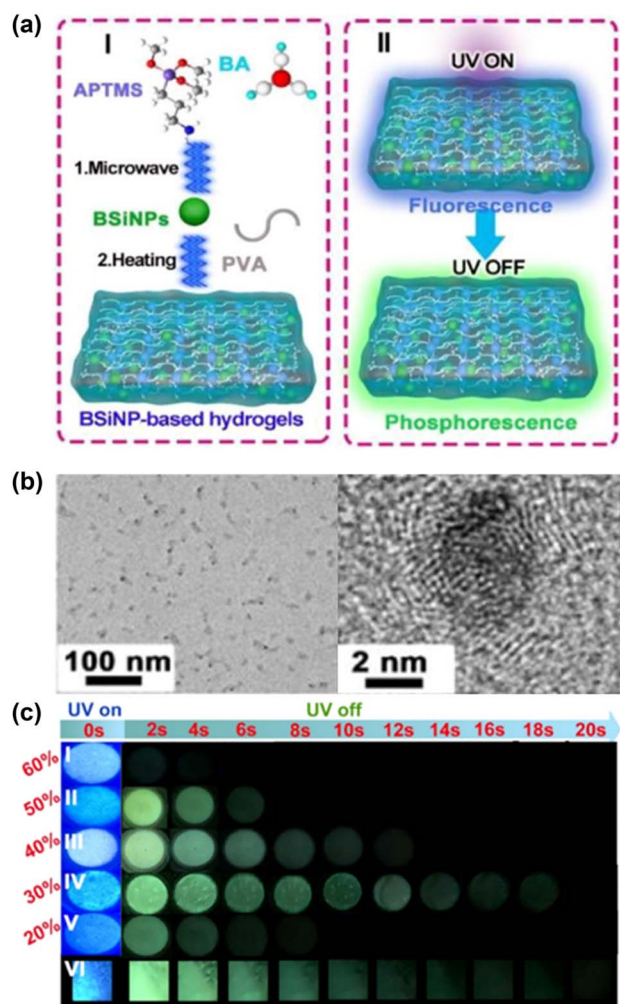 (a)
I
APTMS
BA
1.Microwave
BSiNPs
2.Heating
PVA
BSiNP-based hydrogels
II
UV ON
Fluorescence
UV OFF
Phosphorescence
(b)
100 nm
2 nm
(c)
UV on UV off
0s 2s 4s 6s 8s 10s 12s 14s 16s 18s 20s
60% I
50% II
40% III
30% IV
20% V
VI